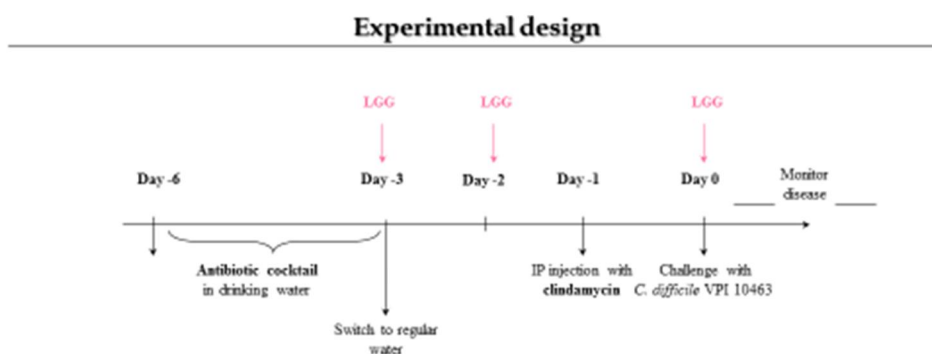 Experimental design
LGG LGG LGG
Day -6 Day -3 Day -2 Day -1 Day 0 Monitor
disease
Antibiotic cocktail
in drinking water
IP injection with
clindamycin
Challenge with
C. difficile VPI 10463
Switch to regular
water